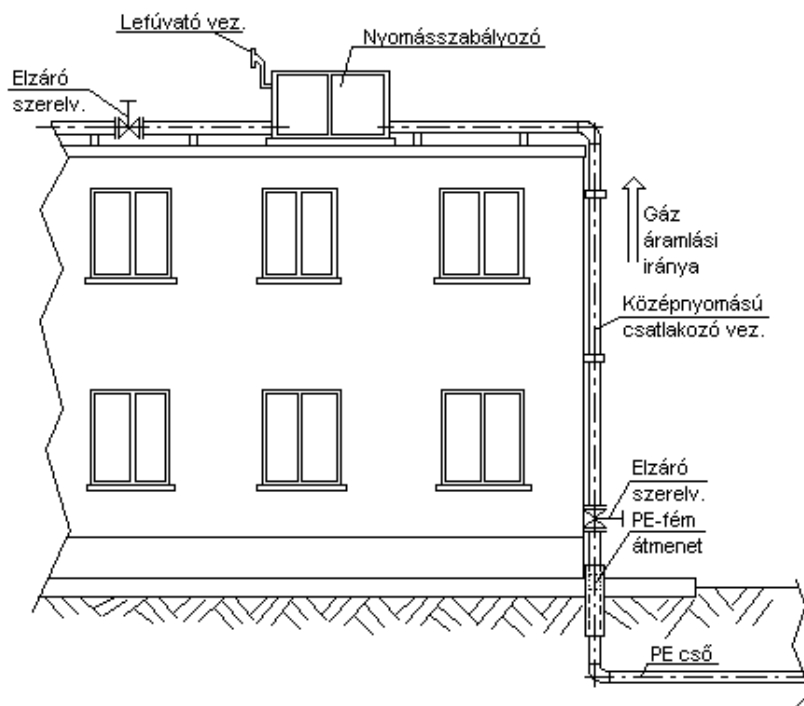 Lefúvató vez.
Nyomásszabályozó
Elzáró
szerelv.
Gáz
áramlási
iránya
Középnyomású
csatlakozó vez.
Elzáró
szerelv.
PE-fém
átmenet
PE cső